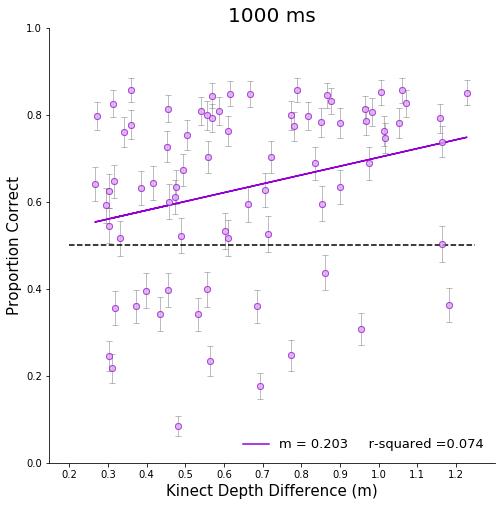 1000 ms
Proportion Correct
1.0
0.8
0.6
0.4
0.2
0.0
m = 0.203 r-squared =0.074
0.2 0.3 0.4 0.5 0.6 0.7 0.8 0.9 1.0 1.1 1.2
Kinect Depth Difference (m)